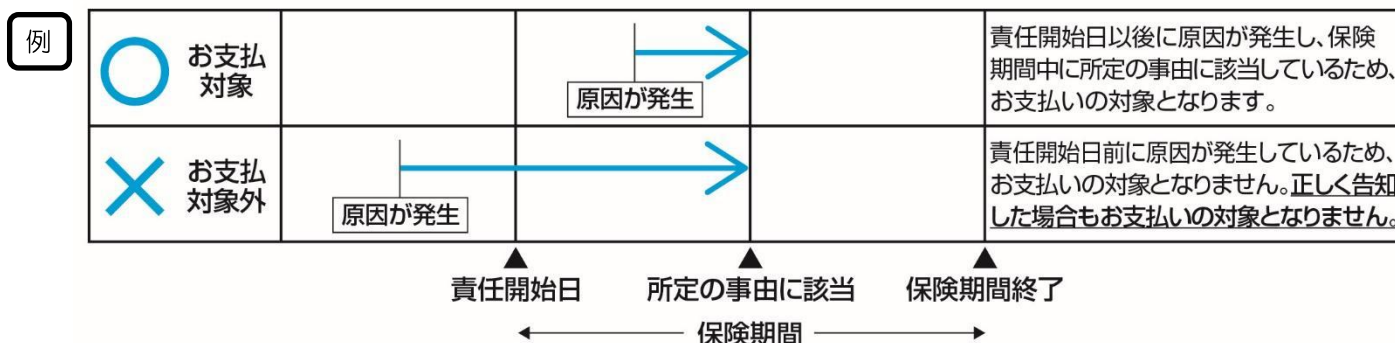 例
お支払
対象
原因が発生
責任開始日以後に原因が発生し、保険
期間中に所定の事由に該当しているため、
お支払いの対象となります。
お支払
対象外
原因が発生
責任開始日前に原因が発生しているため、
お支払いの対象となりません。正しく告知
した場合もお支払いの対象となりません。
責任開始日
所定の事由に該当
保険期間終了
保険期間